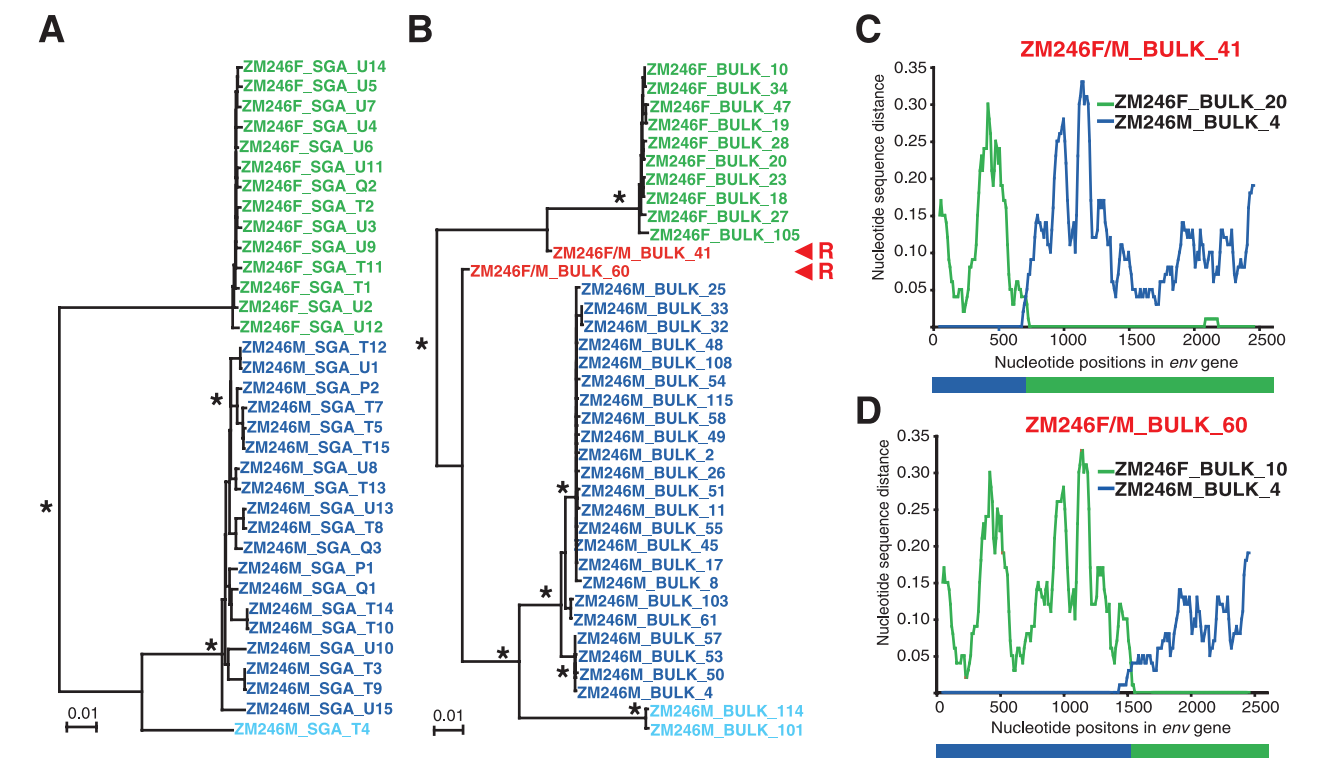 A
ZM246F_SGA_U14
ZM246F_SGA_U5
ZM246F_SGA_U7
ZM246F_SGA_U4
ZM246F_SGA_U6
ZM246F_SGA_U11
ZM246F_SGA_Q2
ZM246F_SGA_T2
ZM246F_SGA_U3
ZM246F_SGA_U9
ZM246F_SGA_T11
ZM246F_SGA_T1
ZM246F_SGA_U2
ZM246F_SGA_U12
ZM246M_SGA_T12
ZM246M_SGA_U1
ZM246M_SGA_P2
*
ZM246M_SGA_T7
ZM246M_SGA_T5
ZM246M_SGA_T15
ZM246M_SGA_U8
ZM246M_SGA_T13
*
ZM246M_SGA_U13
ZM246M_SGA_T8
ZM246M_SGA_Q3
ZM246M_SGA_P1
ZM246M_SGA_Q1
ZM246M_SGA_T14
ZM246M_SGA_T10
*
ZM246M_SGA_U10
ZM246M_SGA_T3
ZM246M_SGA_T9
ZM246M_SGA_U15
ZM246M_SGA_T4
0.01
B
ZM246F_BULK_10
ZM246F_BULK_34
ZM246F_BULK_47
ZM246F_BULK_19
ZM246F_BULK_28
ZM246F_BULK_20
ZM246F_BULK_23
*
ZM246F_BULK_18
ZM246F_BULK_27
ZM246F_BULK_105
ZM246F/M_BULK_41
R
ZM246F/M_BULK_60
R
ZM246M_BULK_25
ZM246M_BULK_33
ZM246M_BULK_32
*
ZM246M_BULK_48
ZM246M_BULK_108
ZM246M_BULK_54
ZM246M_BULK_115
ZM246M_BULK_58
ZM246M_BULK_49
ZM246M_BULK_2
ZM246M_BULK_26
*
ZM246M_BULK_51
ZM246M_BULK_11
ZM246M_BULK_55
ZM246M_BULK_45
ZM246M_BULK_17
ZM246M_BULK_8
*
ZM246M_BULK_103
ZM246M_BULK_61
ZM246M_BULK_57
*
ZM246M_BULK_53
*
ZM246M_BULK_50
ZM246M_BULK_4
*
ZM246M_BULK_114
ZM246M_BULK_101
0.01
C
ZM246F/M_BULK_41
Nucleotide sequence distance
0.35
0.30
0.25
0.20
0.15
0.10
0.05
ZM246F_BULK_20
ZM246M_BULK_4
0 500 1000 1500 2000 2500
Nucleotide positions in env gene
D
ZM246F/M_BULK_60
Nucleotide sequence distance
0.35
0.30
0.25
0.20
0.15
0.10
0.05
ZM246F_BULK_10
ZM246M_BULK_4
0 500 1000 1500 2000 2500
Nucleotide positons in env gene